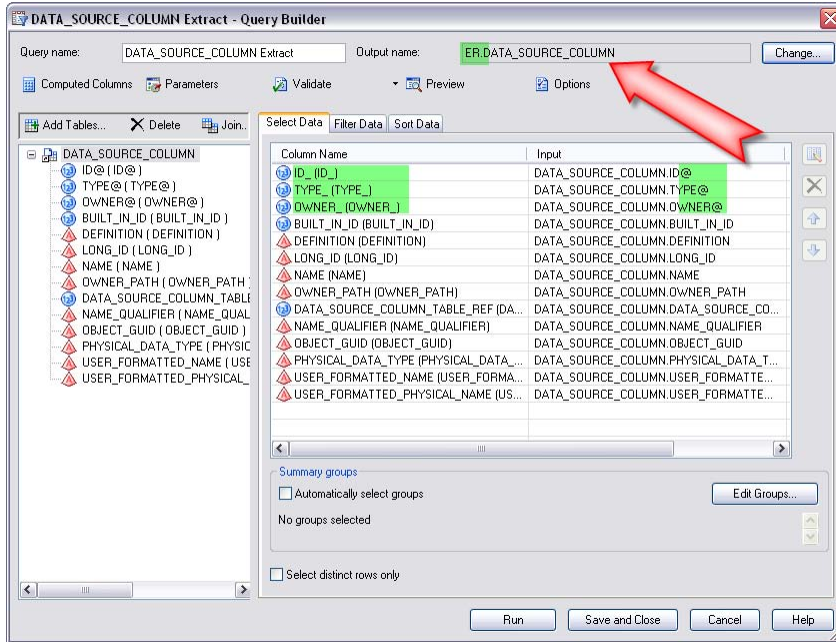 DATA_SOURCE_COLUMN Extract - Query Builder
Query name: DATA_SOURCE_COLUMN Extract Output name: ER.DATA_SOURCE_COLUMN Change...
Computed Columns Parameters Validate Preview Options
Add Tables... Delete Join..
DATA_SOURCE_COLUMN
ID@ ( ID@ )
TYPE@ ( TYPE@ )
OWNER@ ( OWNER@ )
BUILT_IN_ID ( BUILT_IN_ID )
DEFINITION ( DEFINITION )
LONG_ID ( LONG_ID )
NAME ( NAME )
OWNER_PATH ( OWNER_PATH
DATA_SOURCE_COLUMN_TABLE
NAME_QUALIFIER ( NAME_QUAL
OBJECT_GUID ( OBJECT_GUID )
PHYSICAL_DATA_TYPE ( PHYSIC
USER_FORMATTED_NAME ( USE
USER_FORMATTED_PHYSICAL_
Select Data Filter Data Sort Data
Column Name Input
ID_ (ID_) DATA_SOURCE_COLUMN.ID@
TYPE_ (TYPE_) DATA_SOURCE_COLUMN.TYPE@
OWNER_ (OWNER_) DATA_SOURCE_COLUMN.OWNER@
BUILT_IN_ID (BUILT_IN_ID) DATA_SOURCE_COLUMN.BUILT_IN_ID
DEFINITION (DEFINITION) DATA_SOURCE_COLUMN.DEFINITION
LONG_ID (LONG_ID) DATA_SOURCE_COLUMN.LONG_ID
NAME (NAME) DATA_SOURCE_COLUMN.NAME
OWNER_PATH (OWNER_PATH) DATA_SOURCE_COLUMN.OWNER_PATH
DATA_SOURCE_COLUMN_TABLE_REF (DA... DATA_SOURCE_COLUMN.DATA_SOURCE_CO...
NAME_QUALIFIER (NAME_QUALIFIER) DATA_SOURCE_COLUMN.NAME_QUALIFIER
OBJECT_GUID (OBJECT_GUID) DATA_SOURCE_COLUMN.OBJECT_GUID
PHYSICAL_DATA_TYPE (PHYSICAL_DATA_... DATA_SOURCE_COLUMN.PHYSICAL_DATA_T...
USER_FORMATTED_NAME (USER_FORMA... DATA_SOURCE_COLUMN.USER_FORMATTE...
USER_FORMATTED_PHYSICAL_NAME (US... DATA_SOURCE_COLUMN.USER_FORMATTE...
Summary groups
Automatically select groups Edit Groups...
No groups selected
Select distinct rows only
Run Save and Close Cancel Help